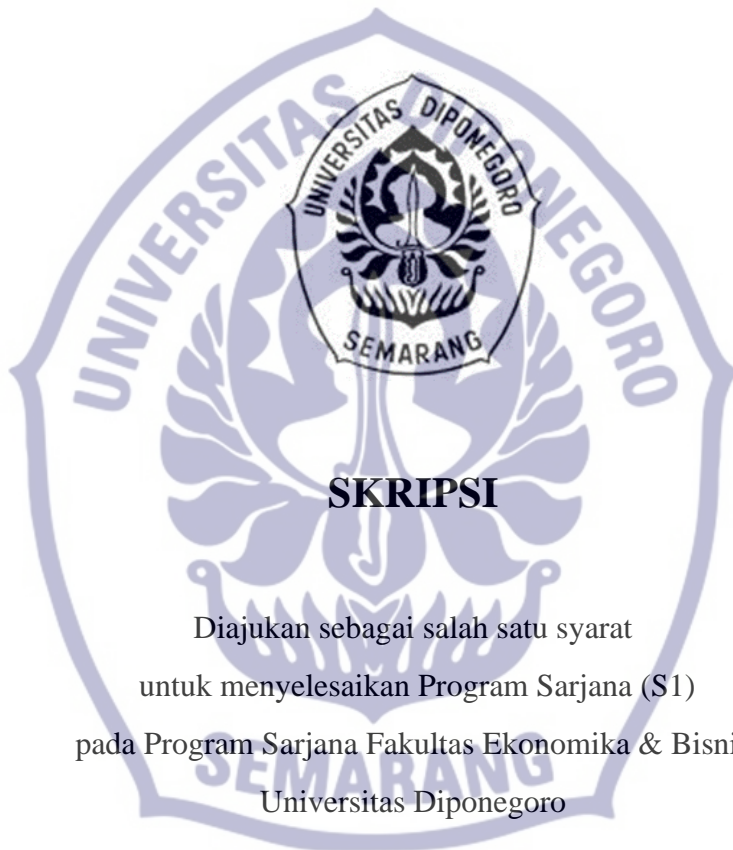 UNIVERSITAS DIPONEGORO
SEMARANG
UNIVERSITAS DIPONEGORO
SEMARANG
SKRIPSI
Diajukan sebagai salah satu syarat
untuk menyelesaikan Program Sarjana (S1)
pada Program Sarjana Fakultas Ekonomika & Bisni
Universitas Diponegoro